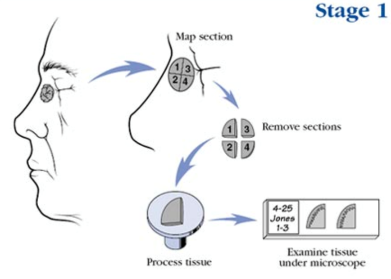 Stage 1
Map section
1 3
2 4
Remove sections
1 3
2 4
Process tissue
4-25
Jones
1-3
Examine tissue
under microscope